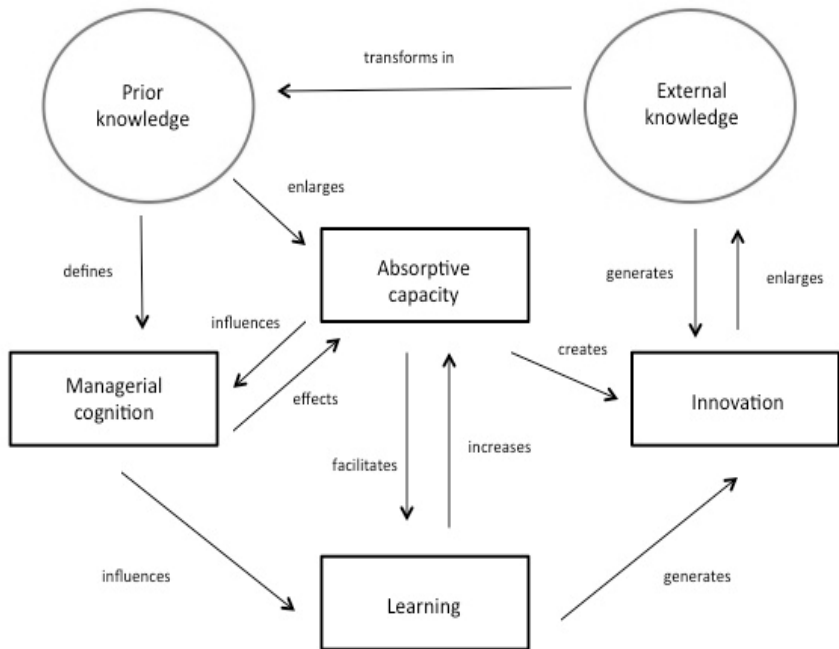 transforms in
Prior
knowledge
External
knowledge
enlarges
defines
Absorptive
capacity
generates
enlarges
influences
Managerial
cognition
effects
creates
Innovation
facilitates
increases
influences
Learning
generates